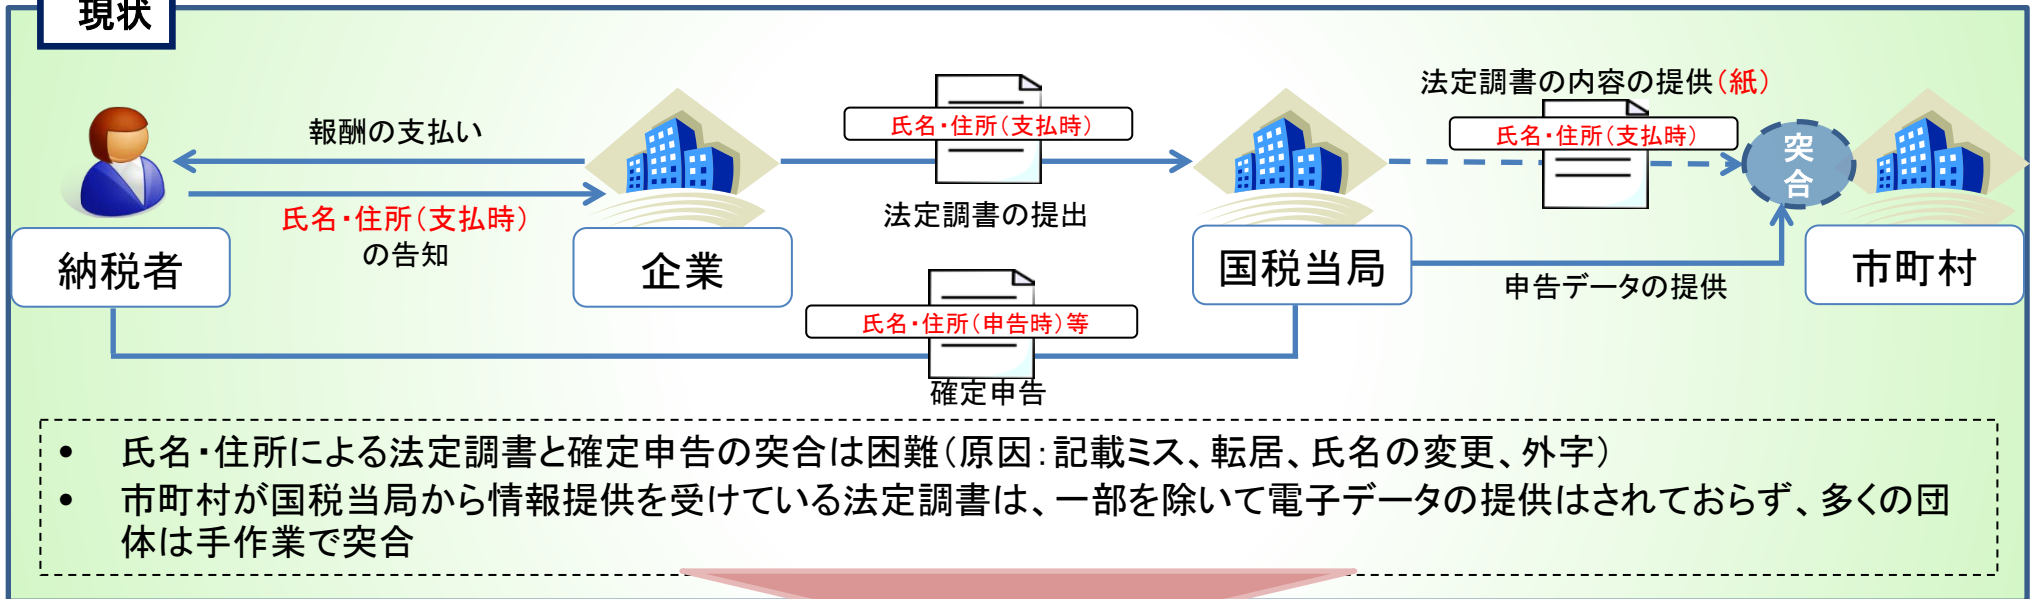 現状
法定調書の内容の提供(紙)
氏名・住所(支払時)
氏名・住所(支払時)
報酬の支払い
突
合
氏名・住所(支払時)
の告知
法定調書の提出
納税者
企業
国税当局
市町村
申告データの提供
氏名・住所(申告時)等
確定申告
• 氏名・住所による法定調書と確定申告の突合は困難(原因:記載ミス、転居、氏名の変更、外字)
• 市町村が国税当局から情報提供を受けている法定調書は、一部を除いて電子データの提供はされておらず、多くの団
体は手作業で突合